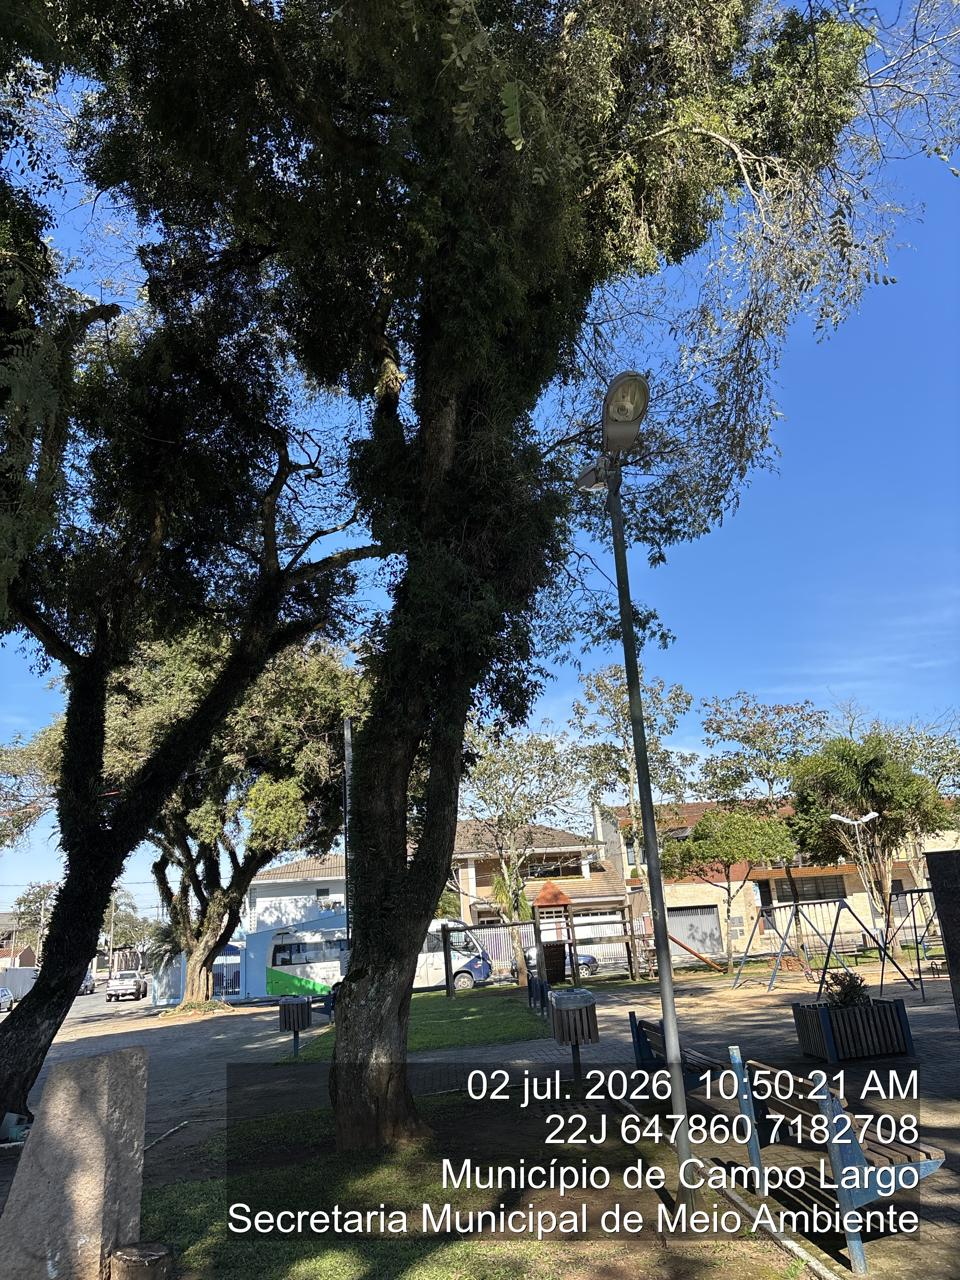 02 jul. 2026 10:50:21 AM
22J 647860 7182708
Município de Campo Largo
Secretaria Municipal de Meio Ambiente